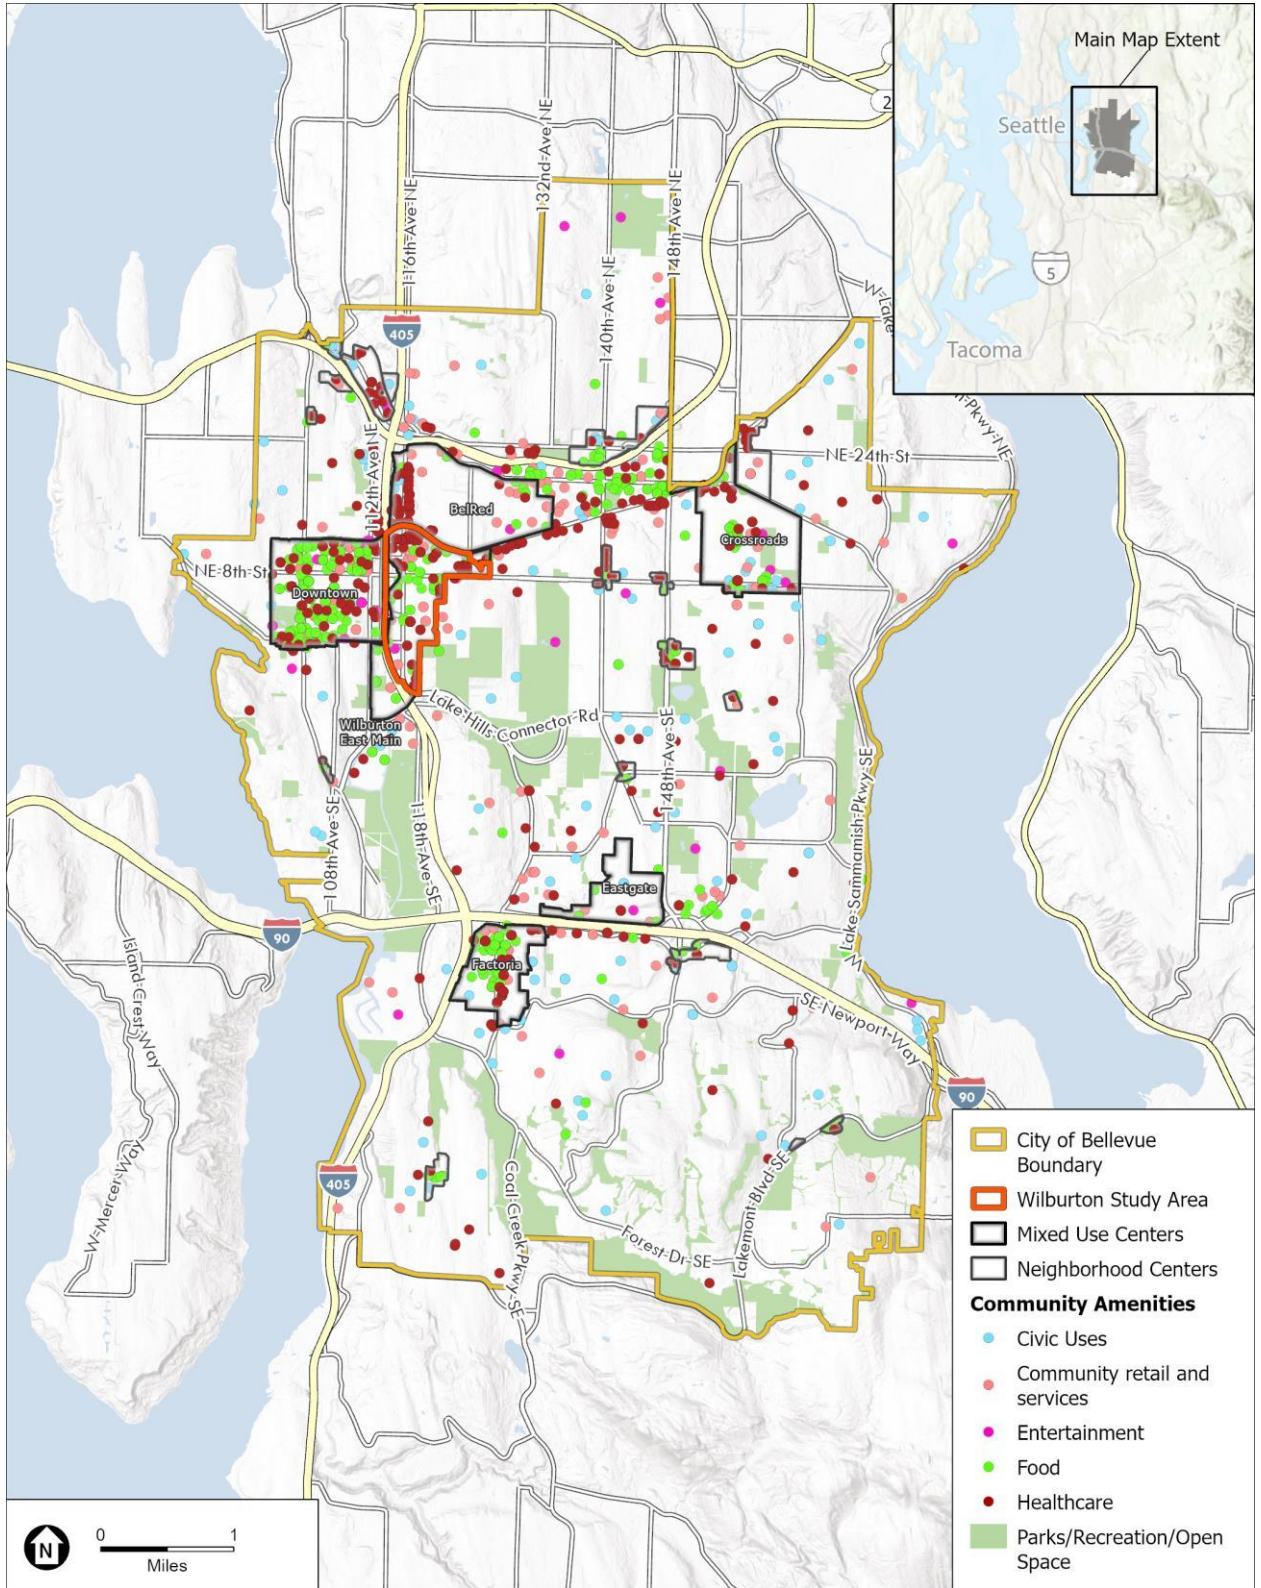 Main Map Extent
Seattle
5
Tacoma
2
132nd Ave NE
116th Ave NE
148th Ave NE
140th Ave NE
405
112th Ave NE
NE 24th St
BelRed
Crossroads
NE 8th St
Downtown
Lake Hills Connector Rd
Wilburton
East Main
148th Ave SE
118th Ave SE
108th Ave SE
W Lake Sammamish Pkwy SE
Eastgate
90
Factoria
Island Crest Way
SE Newport Way
90
W Mercer Way
405
Coal Creek Pkwy SE
Forest Dr SE
Lakemont Blvd SE
City of Bellevue
Boundary
Wilburton Study Area
Mixed Use Centers
Neighborhood Centers
Community Amenities
Civic Uses
Community retail and
services
Entertainment
Food
Healthcare
Parks/Recreation/Open
Space
N
0 1
Miles